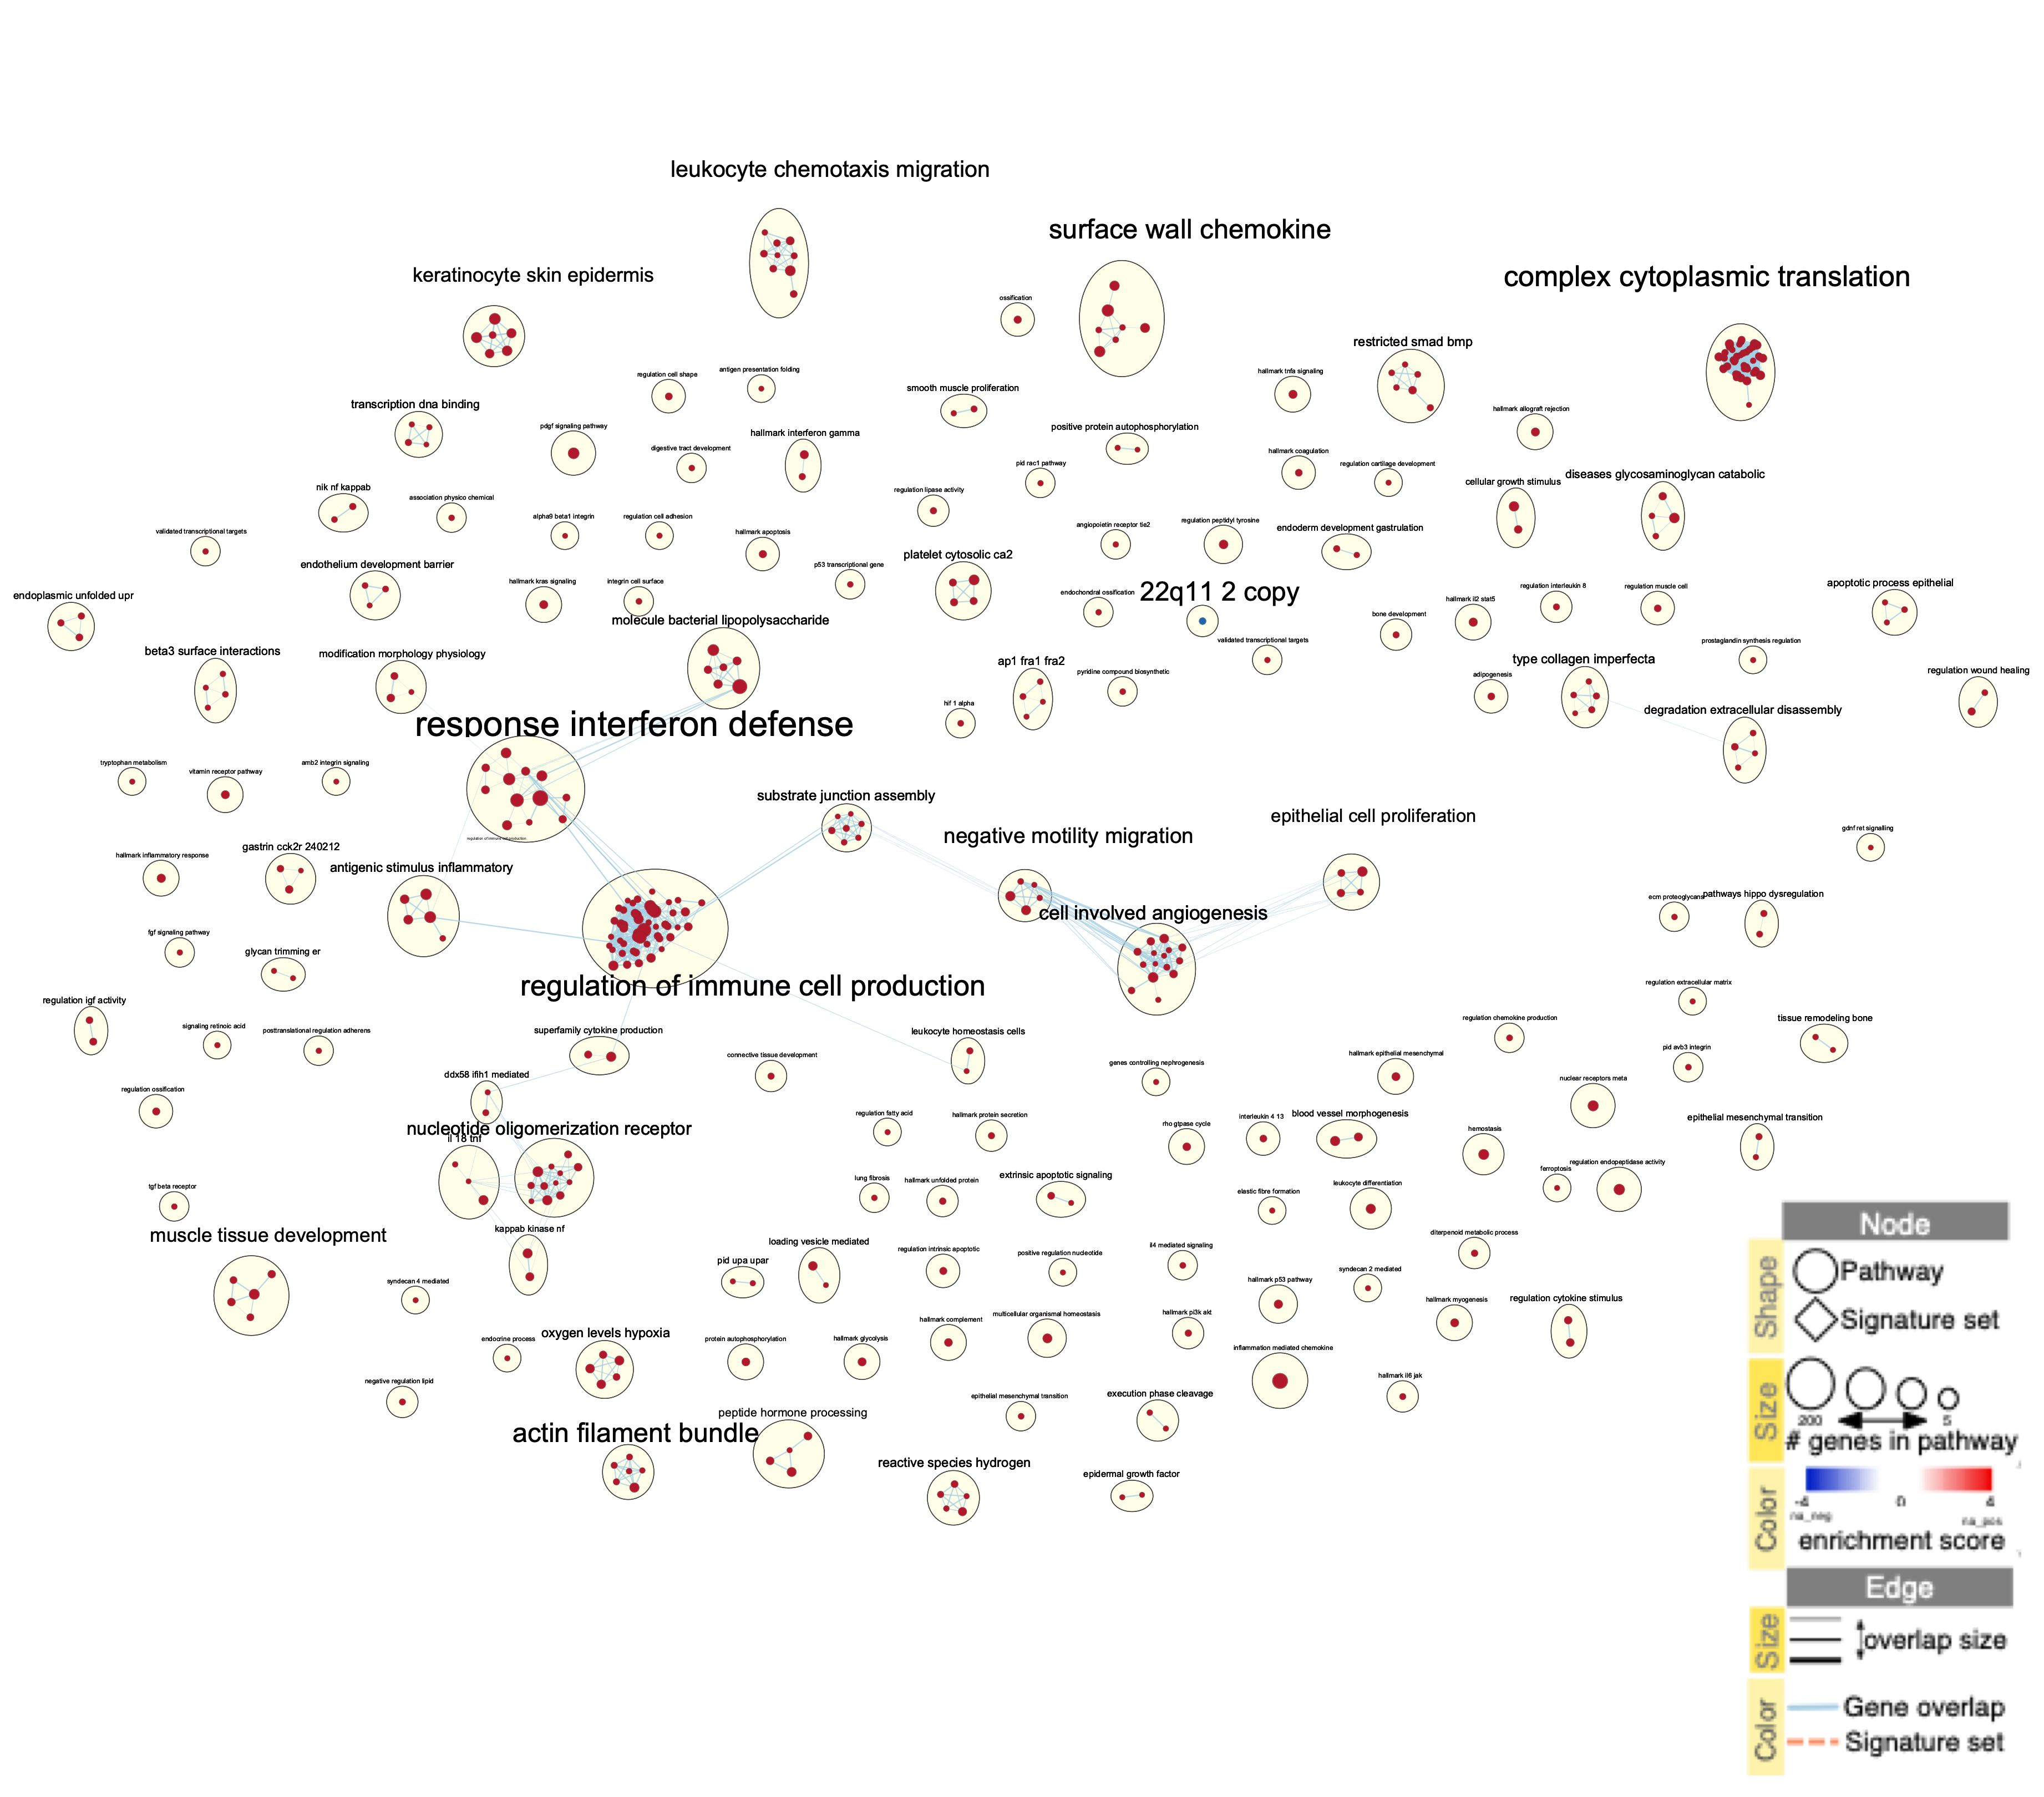 leukocyte chemotaxis migration
surface wall chemokine
keratinocyte skin epidermis
complex cytoplasmic translation
ossification
restricted smad bmp
regulation cell shape
antigen presentation folding
hallmark tnfa signaling
smooth muscle proliferation
transcription dna binding
hallmark allograft rejection
pdgf signaling pathway
positive protein autophosphorylation
hallmark interferon gamma
digestive tract development
hallmark coagulation
pid rac1 pathway
regulation cartilage development
diseases glycosaminoglycan catabolic
cellular growth stimulus
nik nf kappab
regulation lipase activity
association physico chemical
alpha9 beta1 integrin
regulation cell adhesion
regulation peptidyl tyrosine
angiopoietin receptor tie2
endoderm development gastrulation
validated transcriptional targets
hallmark apoptosis
platelet cytosolic ca2
endothelium development barrier
p53 transcriptional gene
hallmark kras signaling
integrin cell surface
apoptotic process epithelial
regulation interleukin 8
regulation muscle cell
endoplasmic unfolded upr
endochondral ossification
22q11 2 copy
hallmark il2 stat5
bone development
molecule bacterial lipopolysaccharide
validated transcriptional targets
prostaglandin synthesis regulation
beta3 surface interactions
modification morphology physiology
ap1 fra1 fra2
type collagen imperfecta
pyridine compound biosynthetic
adipogenesis
regulation wound healing
hif 1 alpha
degradation extracellular disassembly
response interferon defense
tryptophan metabolism
vitamin receptor pathway
amb2 integrin signaling
substrate junction assembly
epithelial cell proliferation
negative motility migration
gdnf ret signalling
regulation of immune cell production
gastrin cck2r 240212
hallmark inflammatory response
antigenic stimulus inflammatory
ecm proteoglycans
pathways hippo dysregulation
cell involved angiogenesis
fgf signaling pathway
glycan trimming er
regulation extracellular matrix
regulation of immune cell production
regulation igf activity
regulation chemokine production
tissue remodeling bone
signaling retinoic acid
posttranslational regulation adherens
superfamily cytokine production
leukocyte homeostasis cells
pid avb3 integrin
connective tissue development
hallmark epithelial mesenchymal
genes controlling nephrogenesis
ddx58 ifih1 mediated
nuclear receptors meta
regulation ossification
regulation fatty acid
hallmark protein secretion
interleukin 4 13
blood vessel morphogenesis
epithelial mesenchymal transition
rho gtpase cycle
nucleotide oligomerization receptor
hemostasis
il 18 tnf
regulation endopeptidase activity
ferroptosis
extrinsic apoptotic signaling
lung fibrosis
hallmark unfolded protein
leukocyte differentiation
tgf beta receptor
elastic fibre formation
Node
kappab kinase nf
muscle tissue development
diterpenoid metabolic process
loading vesicle mediated
il4 mediated signaling
regulation intrinsic apoptotic
positive regulation nucleotide
pid upa upar
Shape
Pathway
syndecan 4 mediated
syndecan 2 mediated
hallmark p53 pathway
regulation cytokine stimulus
hallmark myogenesis
Signature set
hallmark pi3k akt
hallmark complement
multicellular organismal homeostasis
oxygen levels hypoxia
endocrine process
protein autophosphorylation
hallmark glycolysis
inflammation mediated chemokine
hallmark il6 jak
negative regulation lipid
epithelial mesenchymal transition
execution phase cleavage
Size
200
5
peptide hormone processing
actin filament bundle
# genes in pathway
reactive species hydrogen
epidermal growth factor
Color
-4
0
4
na_neg
na_pos
enrichment score
Edge
Size
overlap size
Color
Gene overlap
Signature set